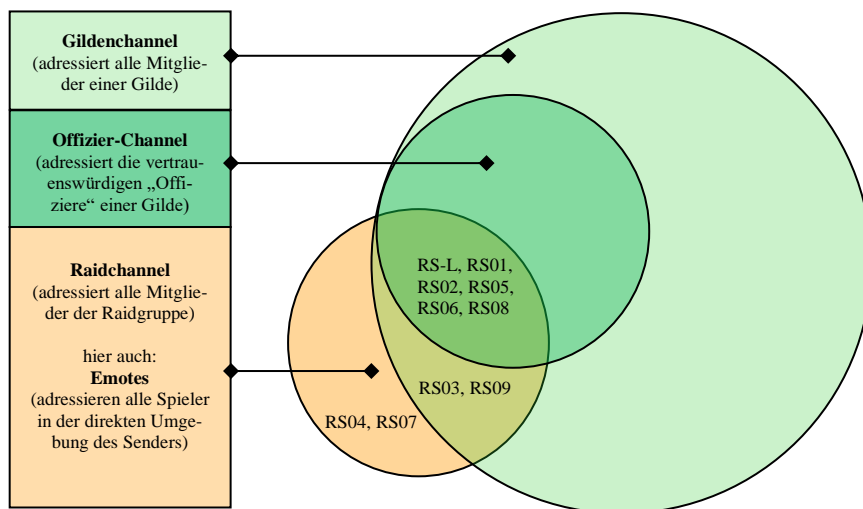 Gildenchannel
(adressiert alle Mitglie-
der einer Gilde)
Offizier-Channel
(adressiert die vertrau-
enswürdigen „Offi-
ziere“ einer Gilde)
Raidchannel
(adressiert alle Mitglie-
der der Raidgruppe)
hier auch:
Emotes
(adressieren alle Spieler
in der direkten Umge-
bung des Senders)
RS-L, RS01,
RS02, RS05,
RS06, RS08
RS03, RS09
RS04, RS07